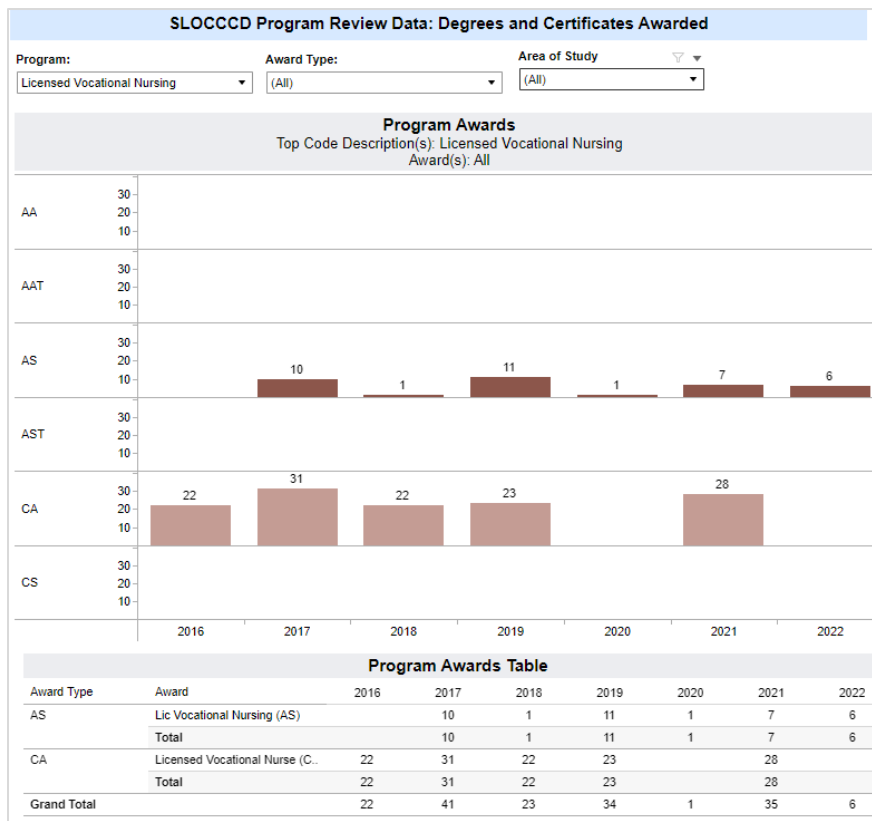 SLOCCCD Program Review Data: Degrees and Certificates Awarded
Program: Award Type: Area of Study
Licensed Vocational Nursing (All) (All)
Program Awards
Top Code Description(s): Licensed Vocational Nursing
Award(s): All
30
AA 20
10
30
AAT 20
10
30
AS 20
10
10 1 11 1 7 6
30
AST 20
10
30
CA 20
10
22 31 22 23 28
30
CS 20
10
2016 2017 2018 2019 2020 2021 2022
Program Awards Table
Award Type Award 2016 2017 2018 2019 2020 2021 2022
AS Lic Vocational Nursing (AS) 10 1 11 1 7 6
Total 10 1 11 1 7 6
CA Licensed Vocational Nurse (C.. 22 31 22 23 28
Total 22 31 22 23 28
Grand Total 22 41 23 34 1 35 6